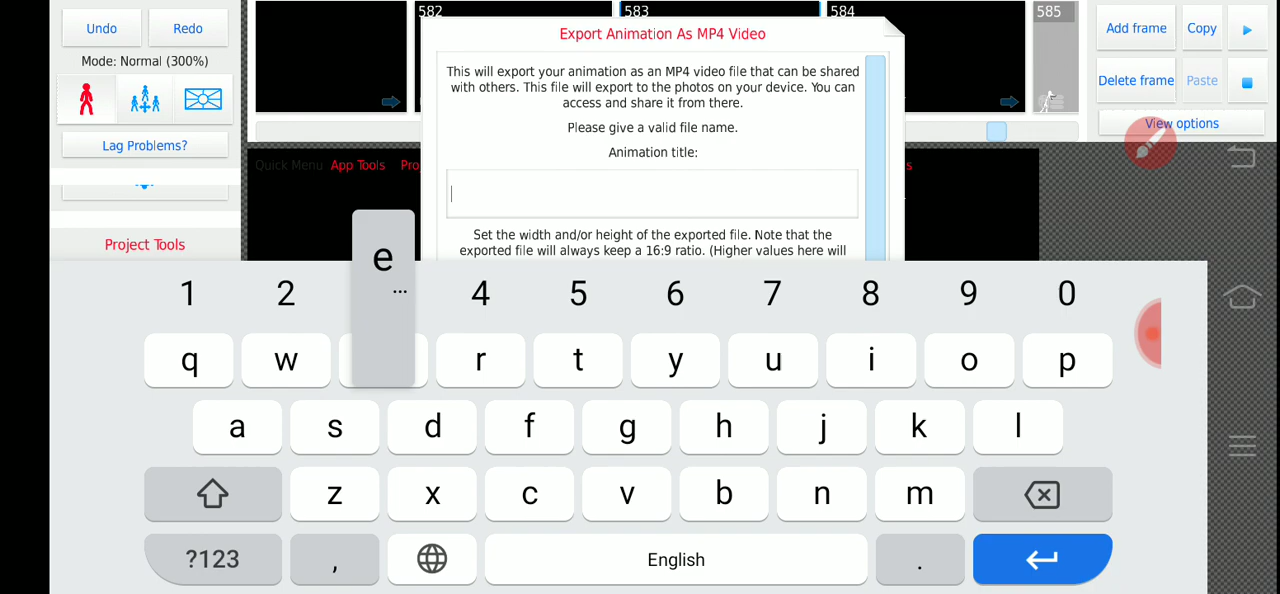 Undo
Redo
Mode: Normal (300%)
Lag Problems?
Project Tools
582
583
584
585
Add frame
Copy
Delete frame
Paste
View options
Quick Menu
App Tools
Pro
s
Export Animation As MP4 Video
This will export your animation as an MP4 video file that can be shared
with others. This file will export to the photos on your device. You can
access and share it from there.
Please give a valid file name.
Animation title:
Set the width and/or height of the exported file. Note that the
exported file will always keep a 16:9 ratio. (Higher values here will
e
...
1 2 4 5 6 7 8 9 0
q w r t y u i o p
a s d f g h j k l
z x c v b n m
?123 , English .